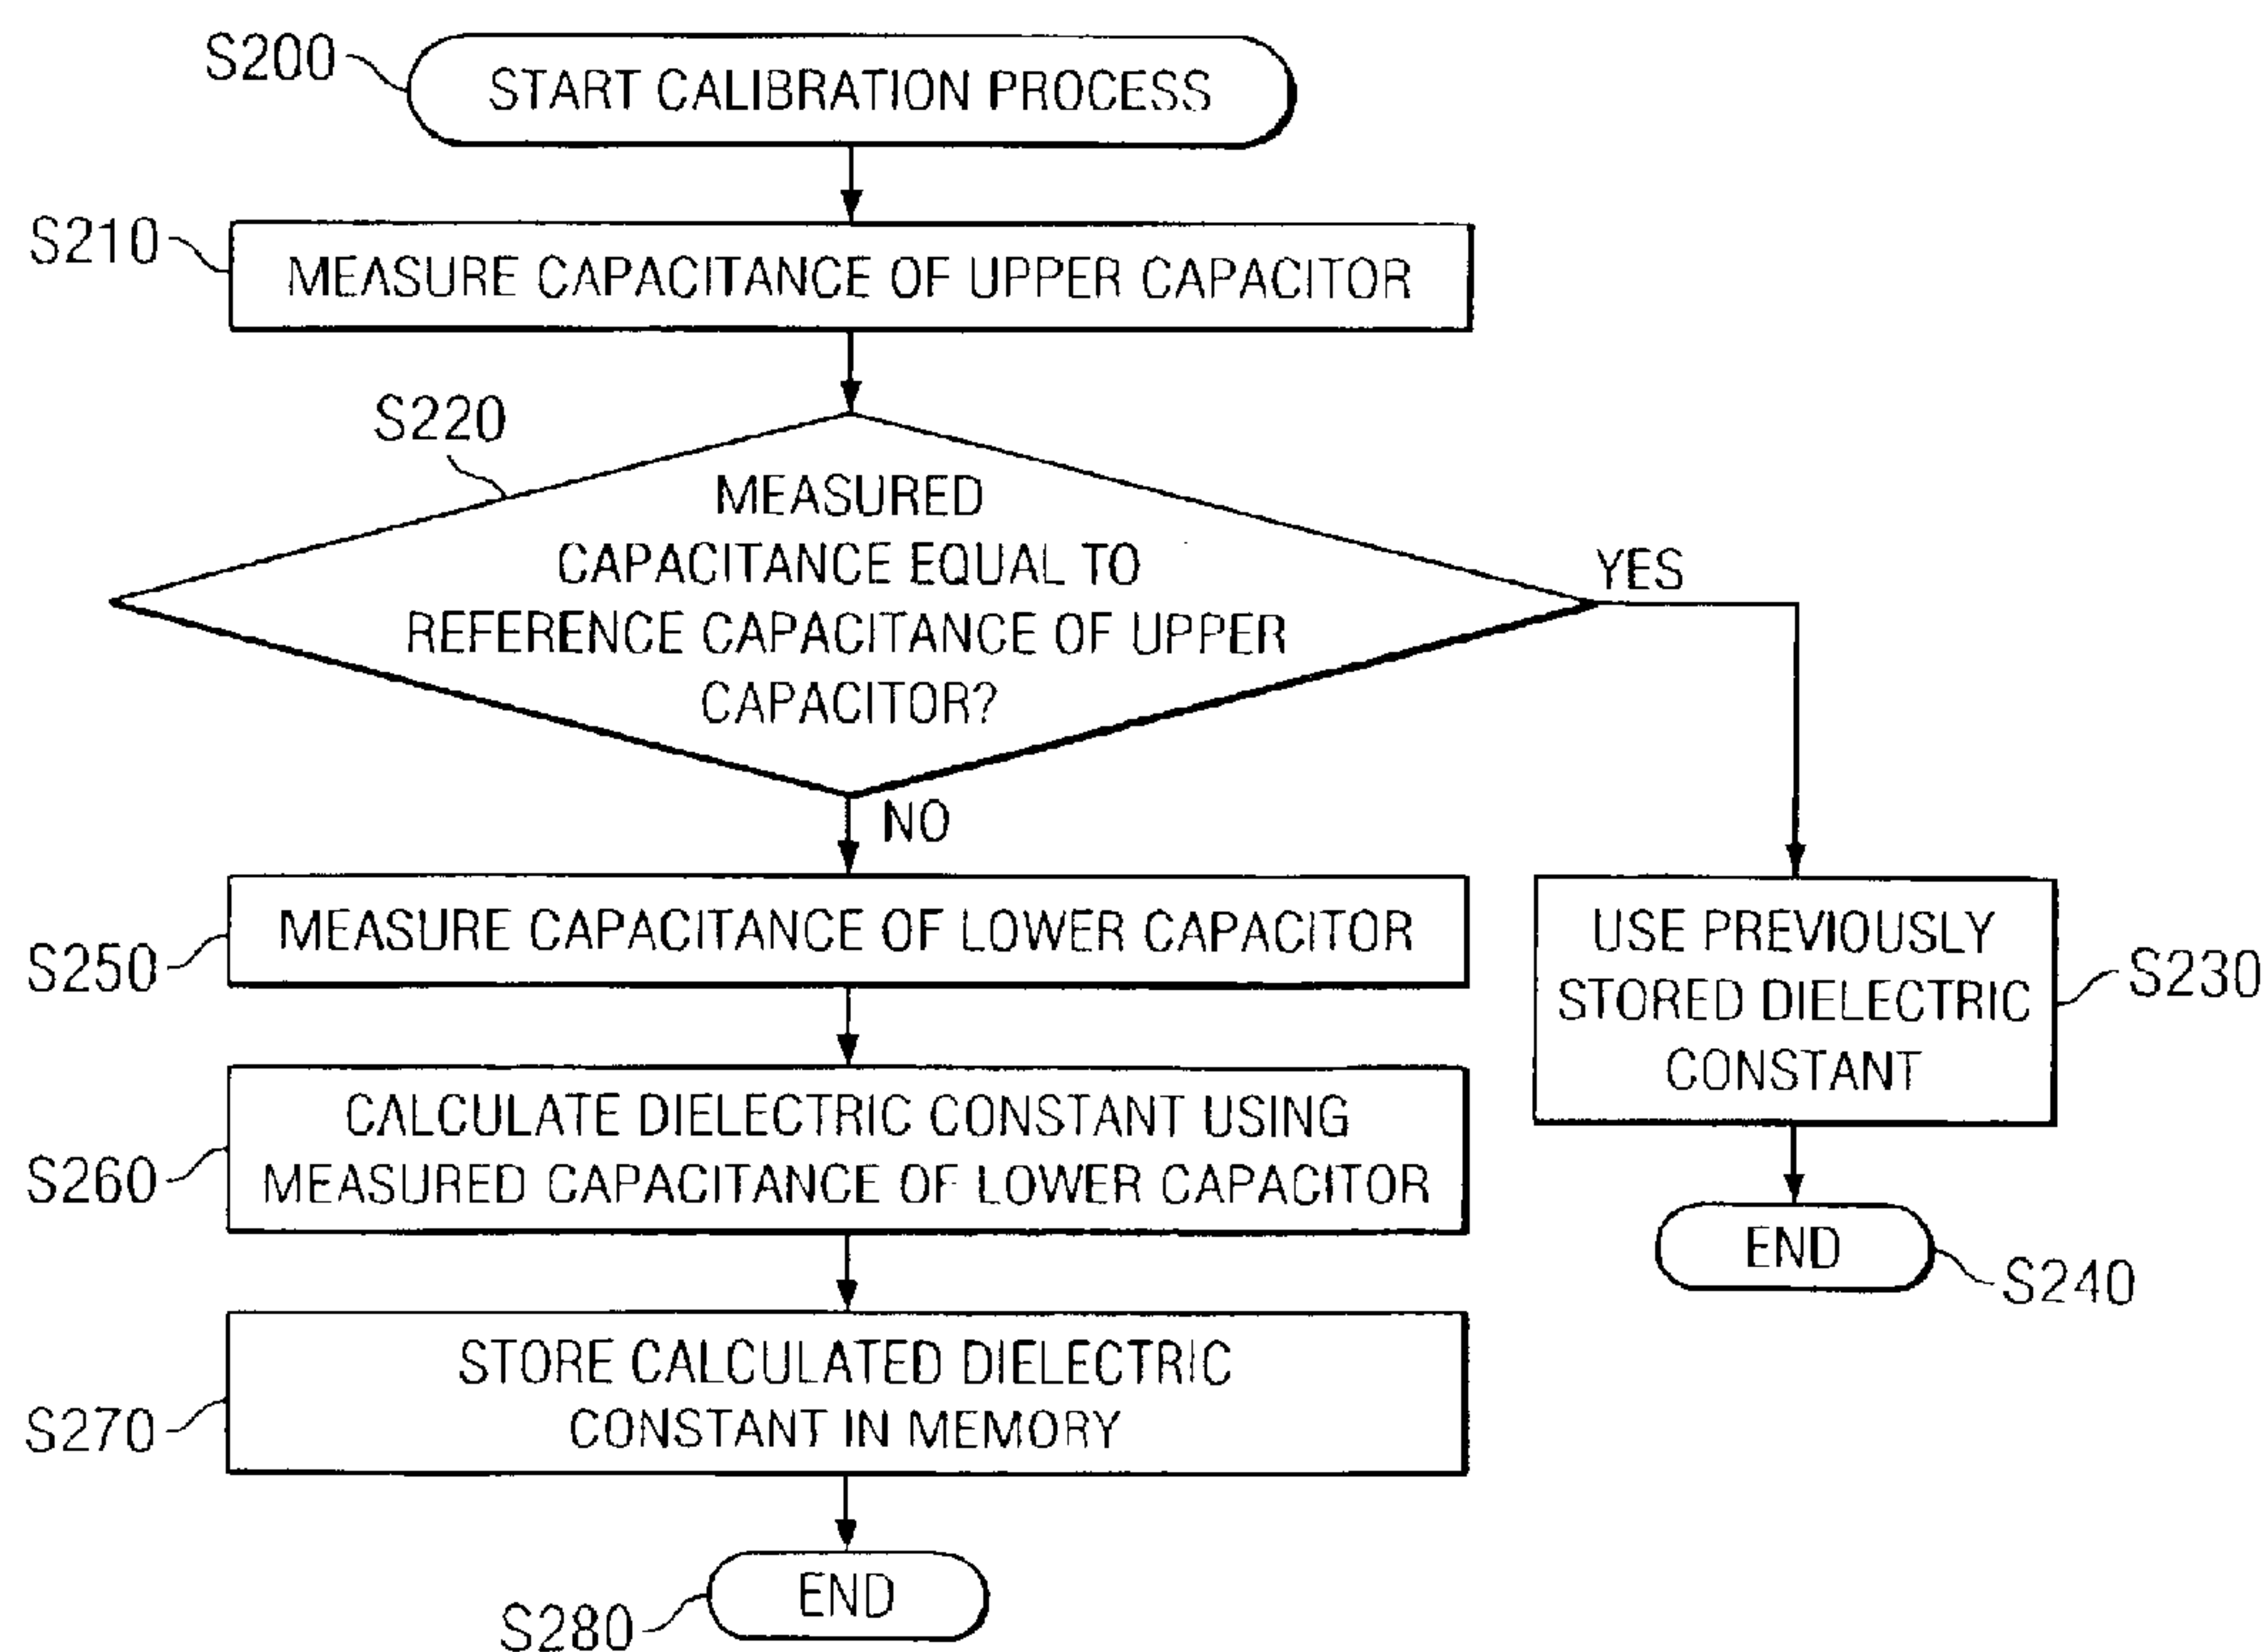 S200
START CALIBRATION PROCESS
S210
MEASURE CAPACITANCE OF UPPER CAPACITOR
S220
MEASURED
CAPACITANCE EQUAL TO
REFERENCE CAPACITANCE OF UPPER
CAPACITOR?
YES
NO
S250
MEASURE CAPACITANCE OF LOWER CAPACITOR
USE PREVIOUSLY
STORED DIELECTRIC
CONSTANT
S230
S260
CALCULATE DIELECTRIC CONSTANT USING
MEASURED CAPACITANCE OF LOWER CAPACITOR
END
S240
S270
STORE CALCULATED DIELECTRIC
CONSTANT IN MEMORY
S280
END